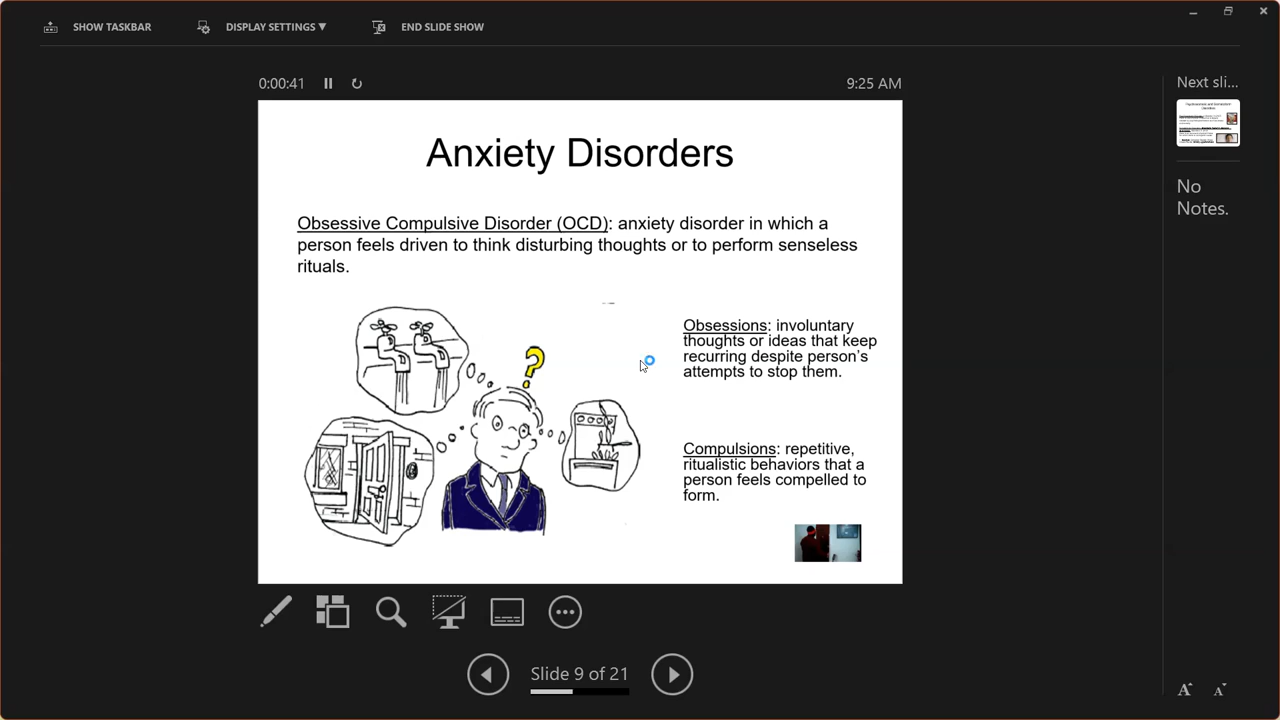 SHOW TASKBAR
DISPLAY SETTINGS ▼
END SLIDE SHOW
0:00:41
9:25 AM
Anxiety Disorders
Obsessive Compulsive Disorder (OCD): anxiety disorder in which a
person feels driven to think disturbing thoughts or to perform senseless
rituals.
?
Obsessions: involuntary
thoughts or ideas that keep
recurring despite person's
attempts to stop them.
Compulsions: repetitive,
ritualistic behaviors that a
person feels compelled to
form.
Slide 9 of 21
Next sli...
No
Notes.
A A